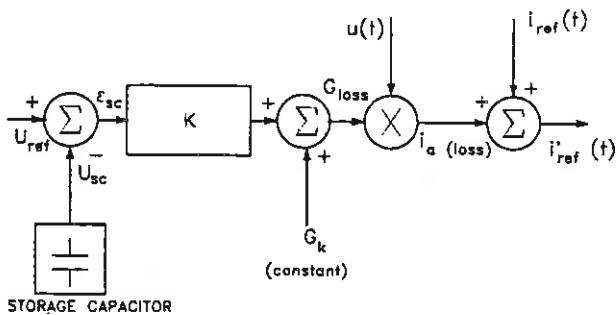 u(t)
i_ref(t)
+ U_ref
Σ
ε_sc
− U_sc
K
+
Σ
+
G_loss
X
i_a (loss)
+
+
Σ
i'_ref (t)
G_k
(constant)
STORAGE CAPACITOR